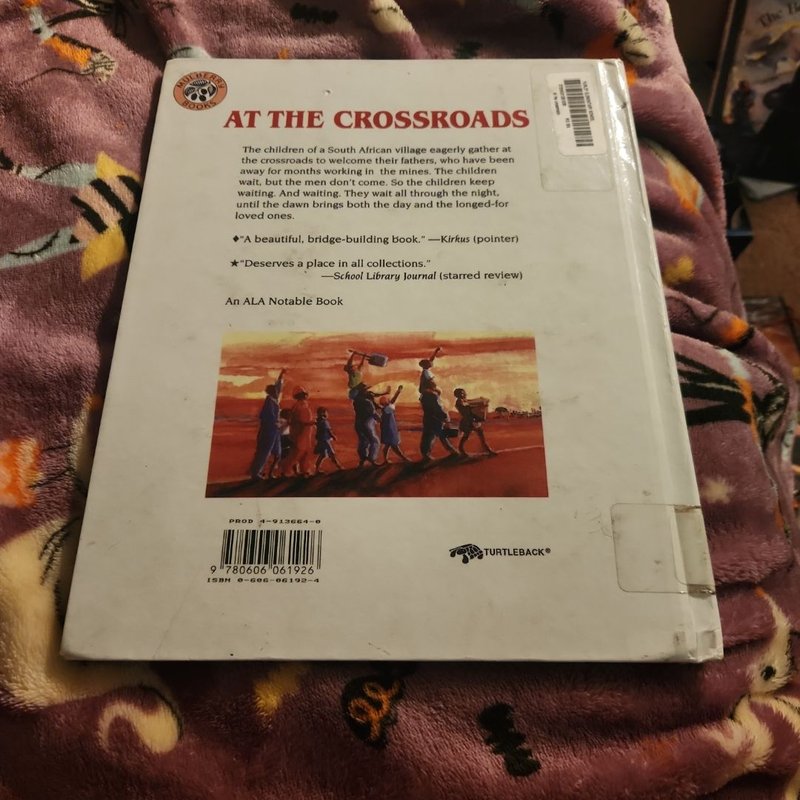 MULBERRY
BOOKS
AT THE CROSSROADS
The children of a South African village eagerly gather at
the crossroads to welcome their fathers, who have been
away for months working in the mines. The children
wait, but the men don't come. So the children keep
waiting. And waiting. They wait all through the night,
until the dawn brings both the day and the longed-for
loved ones.
♦"A beautiful, bridge-building book." —Kirkus (pointer)
★"Deserves a place in all collections."
—School Library Journal (starred review)
An ALA Notable Book
PROD 4-913664-0
9 780606 061926
ISBN 0-606-06192-4
TURTLEBACK®